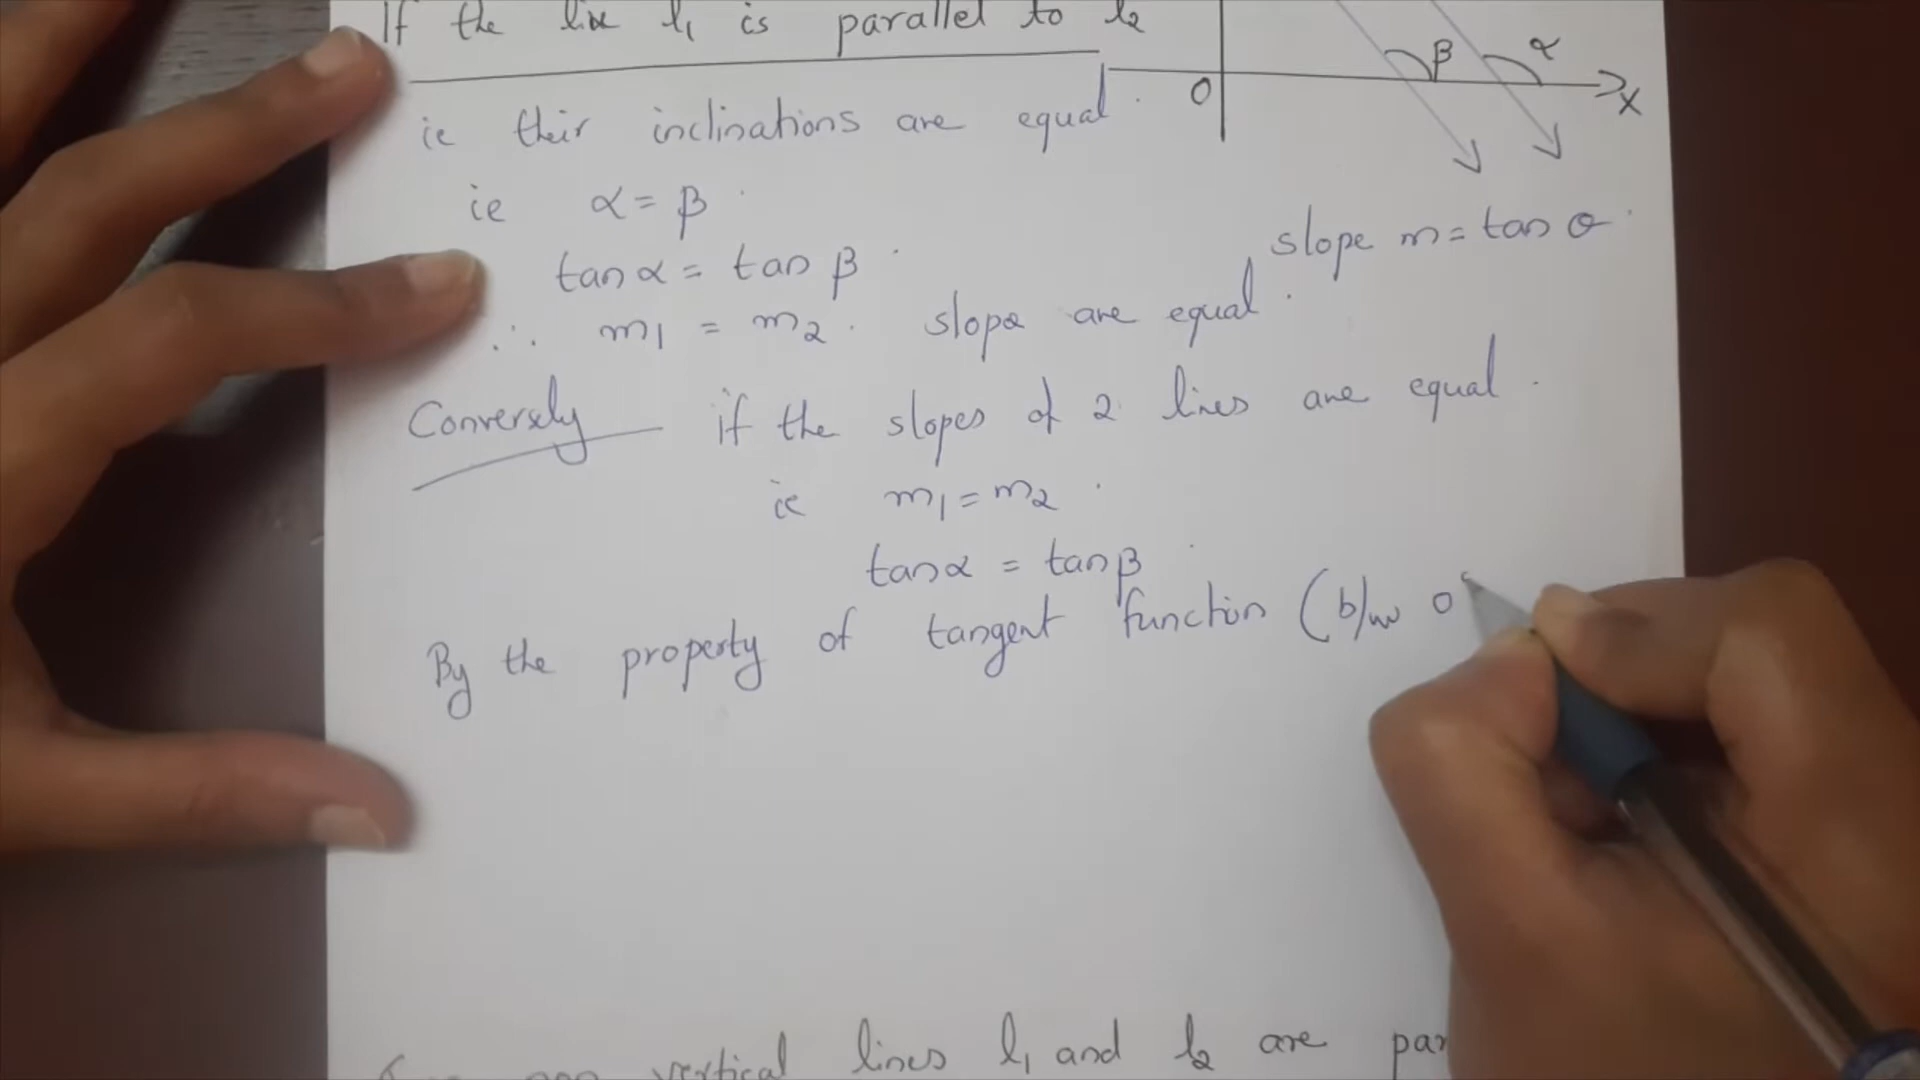 If the line l₁ is parallel to l₂
β α
O X
ie their inclinations are equal.
ie α = β.
slope m = tan θ.
tan α = tan β.
∴ m₁ = m₂. slope are equal.
Conversely if the slopes of 2 lines are equal.
ie m₁ = m₂.
tan α = tan β.
By the property of tangent function (b/w 0°
vertical lines l₁ and l₂ are par